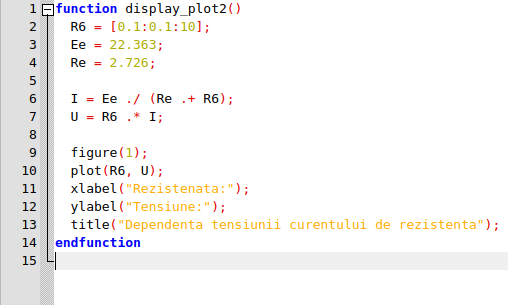 1 function display_plot2()
2 R6 = [0.1:0.1:10];
3 Ee = 22.363;
4 Re = 2.726;
5
6 I = Ee ./ (Re .+ R6);
7 U = R6 .* I;
8
9 figure(1);
10 plot(R6, U);
11 xlabel("Rezistenata:");
12 ylabel("Tensiune:");
13 title("Dependenta tensiunii curentului de rezistenta");
14 endfunction
15